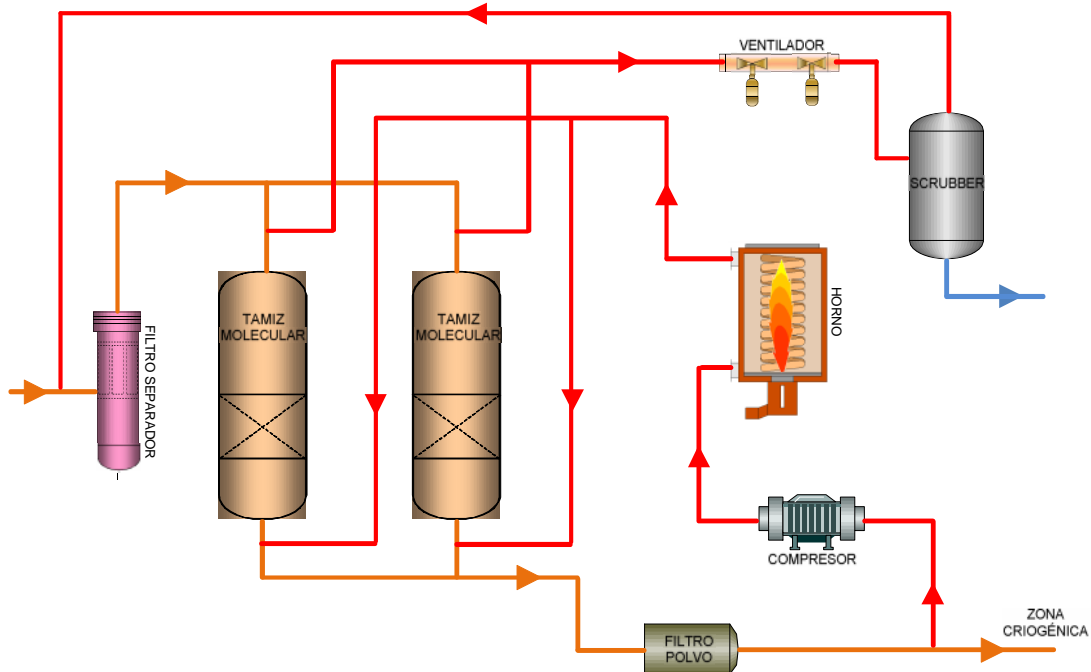 VENTILADOR
SCRUBBER
TAMIZ
MOLECULAR
TAMIZ
MOLECULAR
HORNO
FILTRO SEPARADOR
COMPRESOR
ZONA
CRIOGÉNICA
FILTRO
POLVO